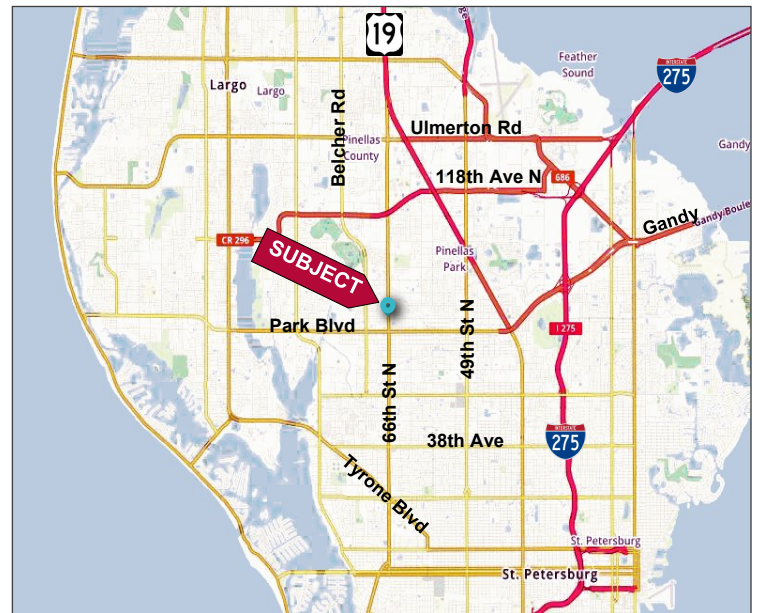 19
Feather
Sound
INTERSTATE
275
Largo
Largo
Belcher Rd
Ulmerton Rd
Pinellas
County
Gandy
118th Ave N
686
Gandy
Gandy Boule
CR 296
SUBJECT
Pinellas
Park
Park Blvd
49th St N
I 275
66th St N
38th Ave
INTERSTATE
275
Tyrone Blvd
St. Petersburg
St. Petersburg